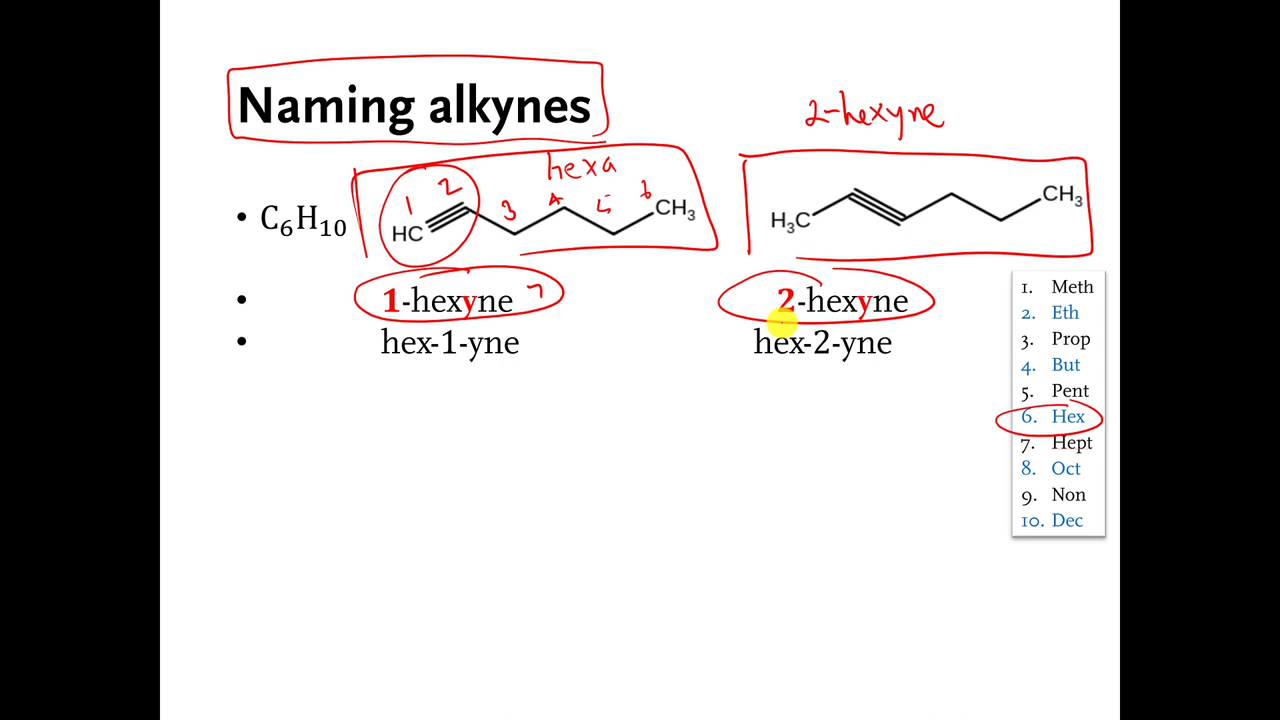 Naming alkynes
2-hexyne
hexa
1 2 3 4 5 6
HC CH₃
H₃C CH₃
• C₆H₁₀
• 1-hexyne 2-hexyne
• hex-1-yne hex-2-yne
1. Meth
2. Eth
3. Prop
4. But
5. Pent
6. Hex
7. Hept
8. Oct
9. Non
10. Dec